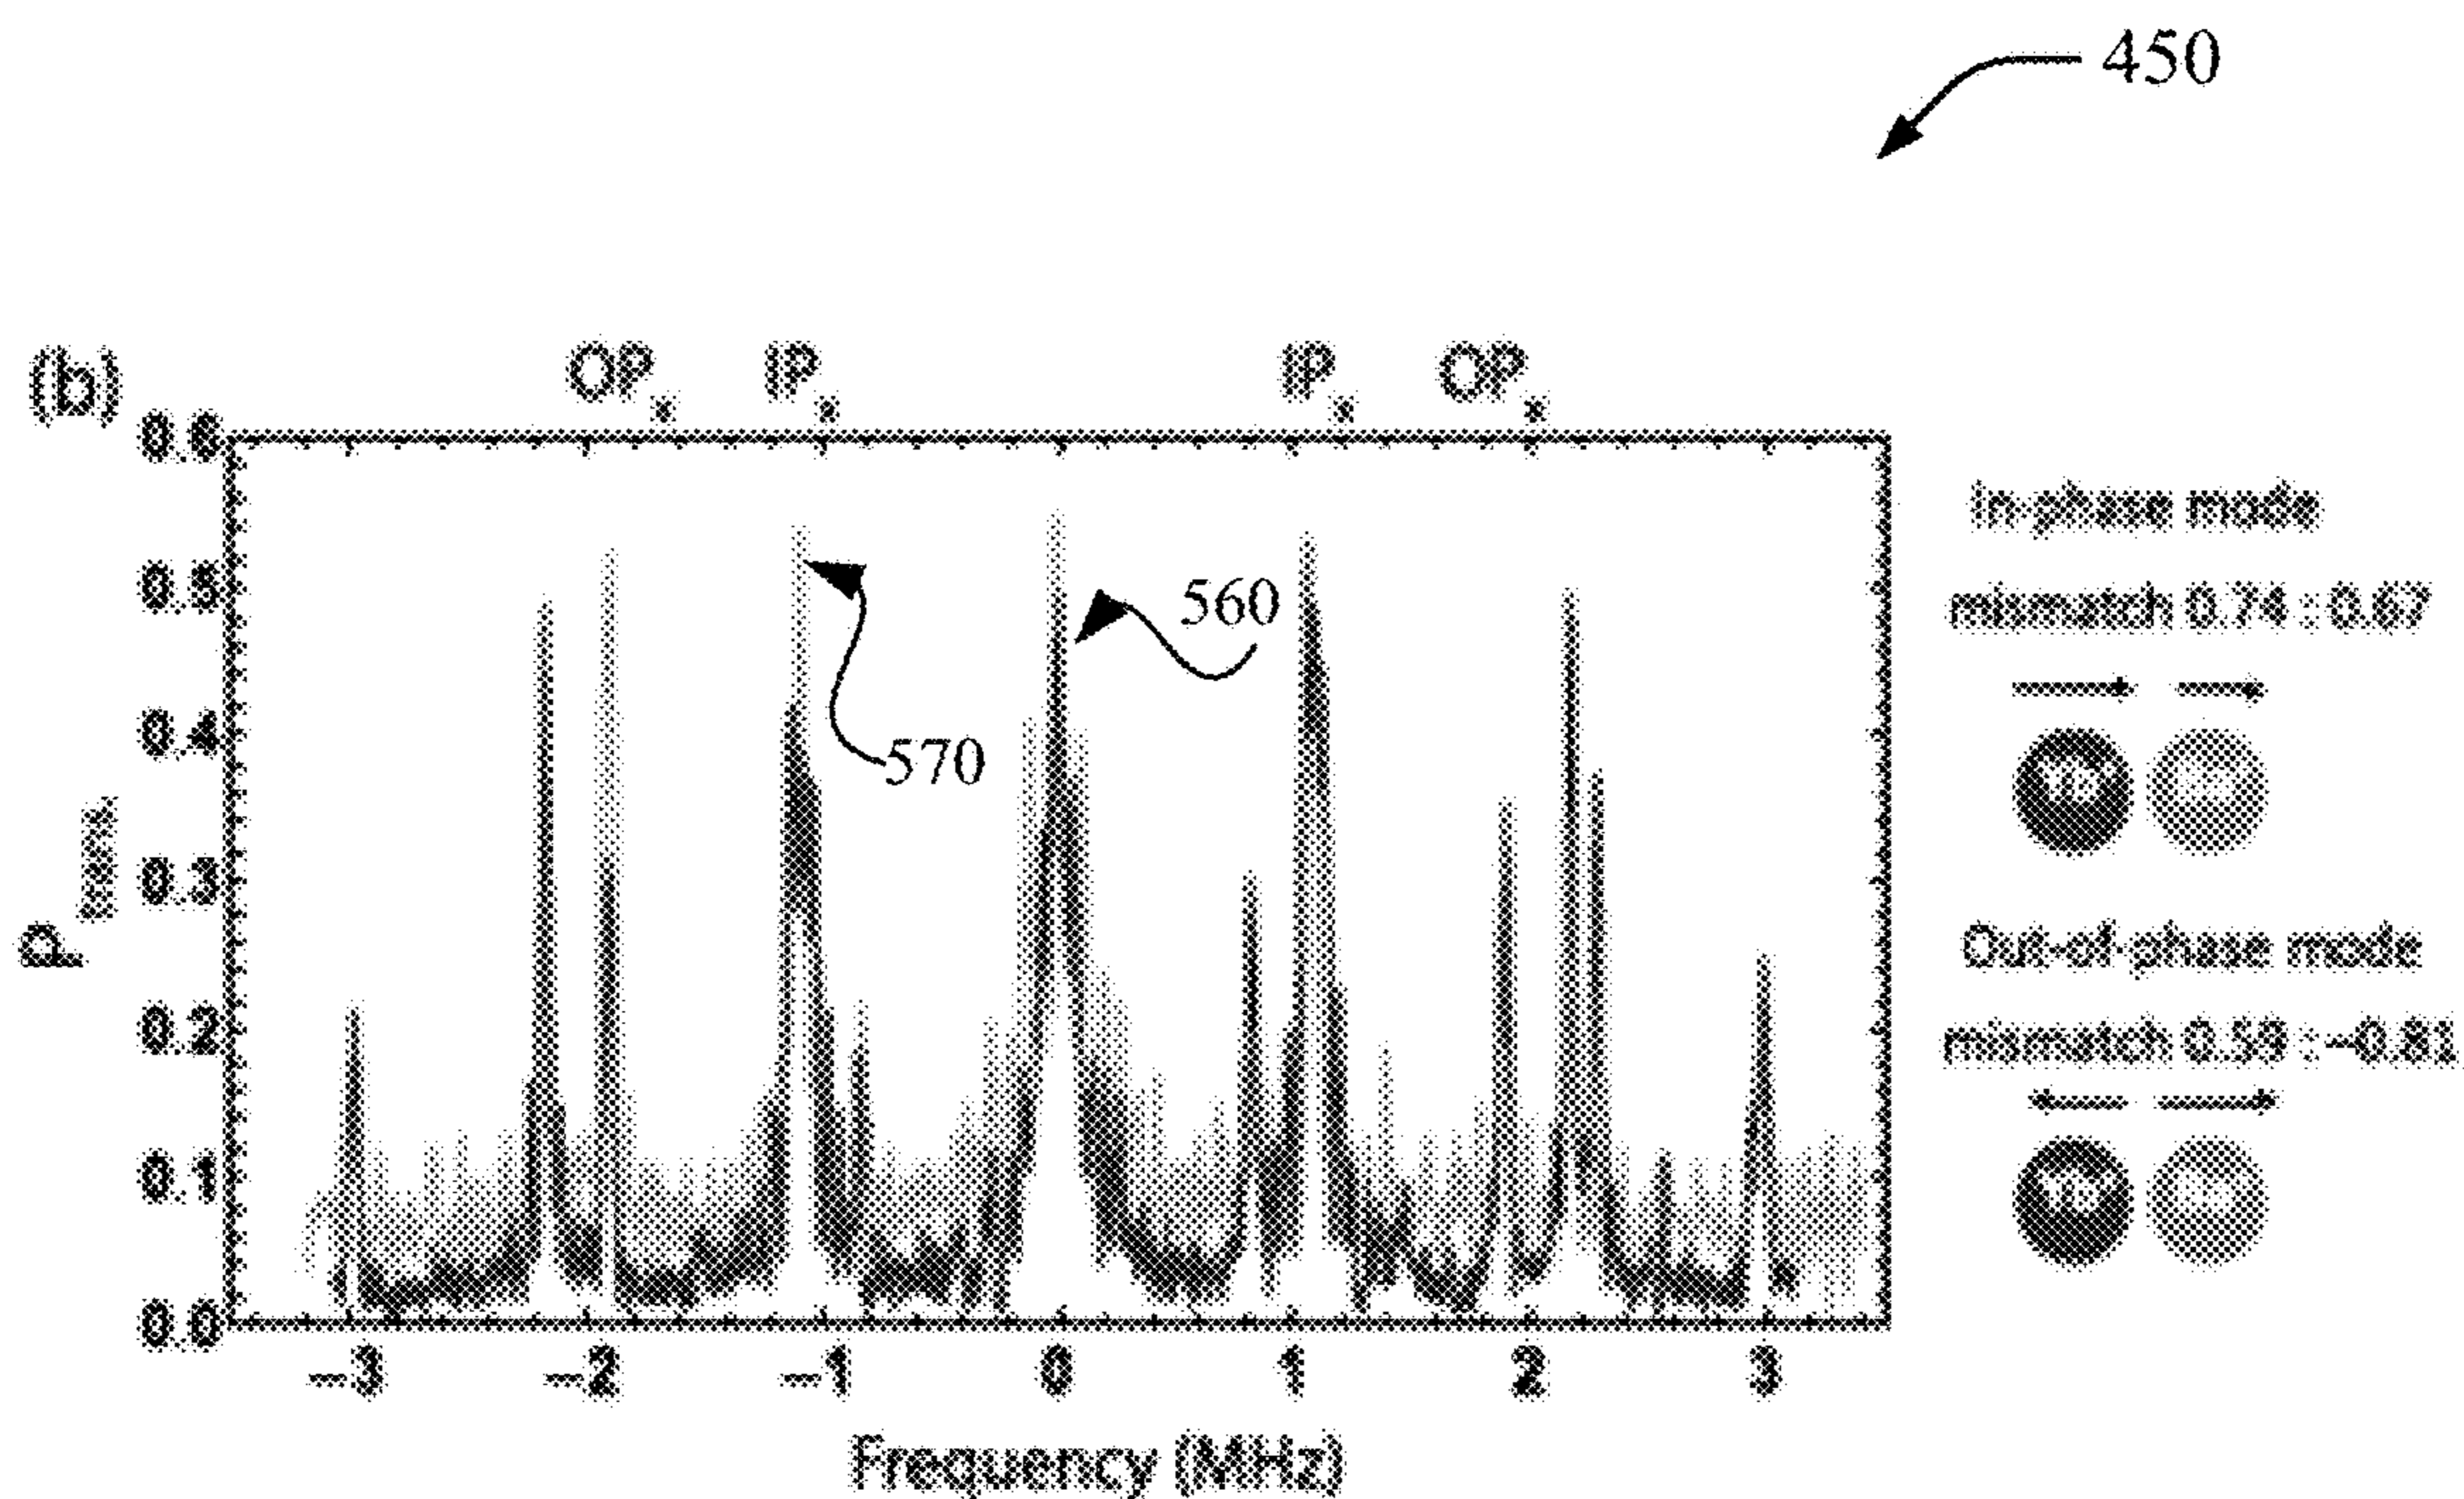 450
(b)
OPx IPx IPx OPx
0.6
0.5
0.4
0.3
0.2
0.1
0.0
Ptrans
560
570
−3 −2 −1 0 1 2 3
Frequency (MHz)
In-phase mode
mismatch 0.74 : 0.67
Out-of-phase mode
mismatch 0.59 : −0.81